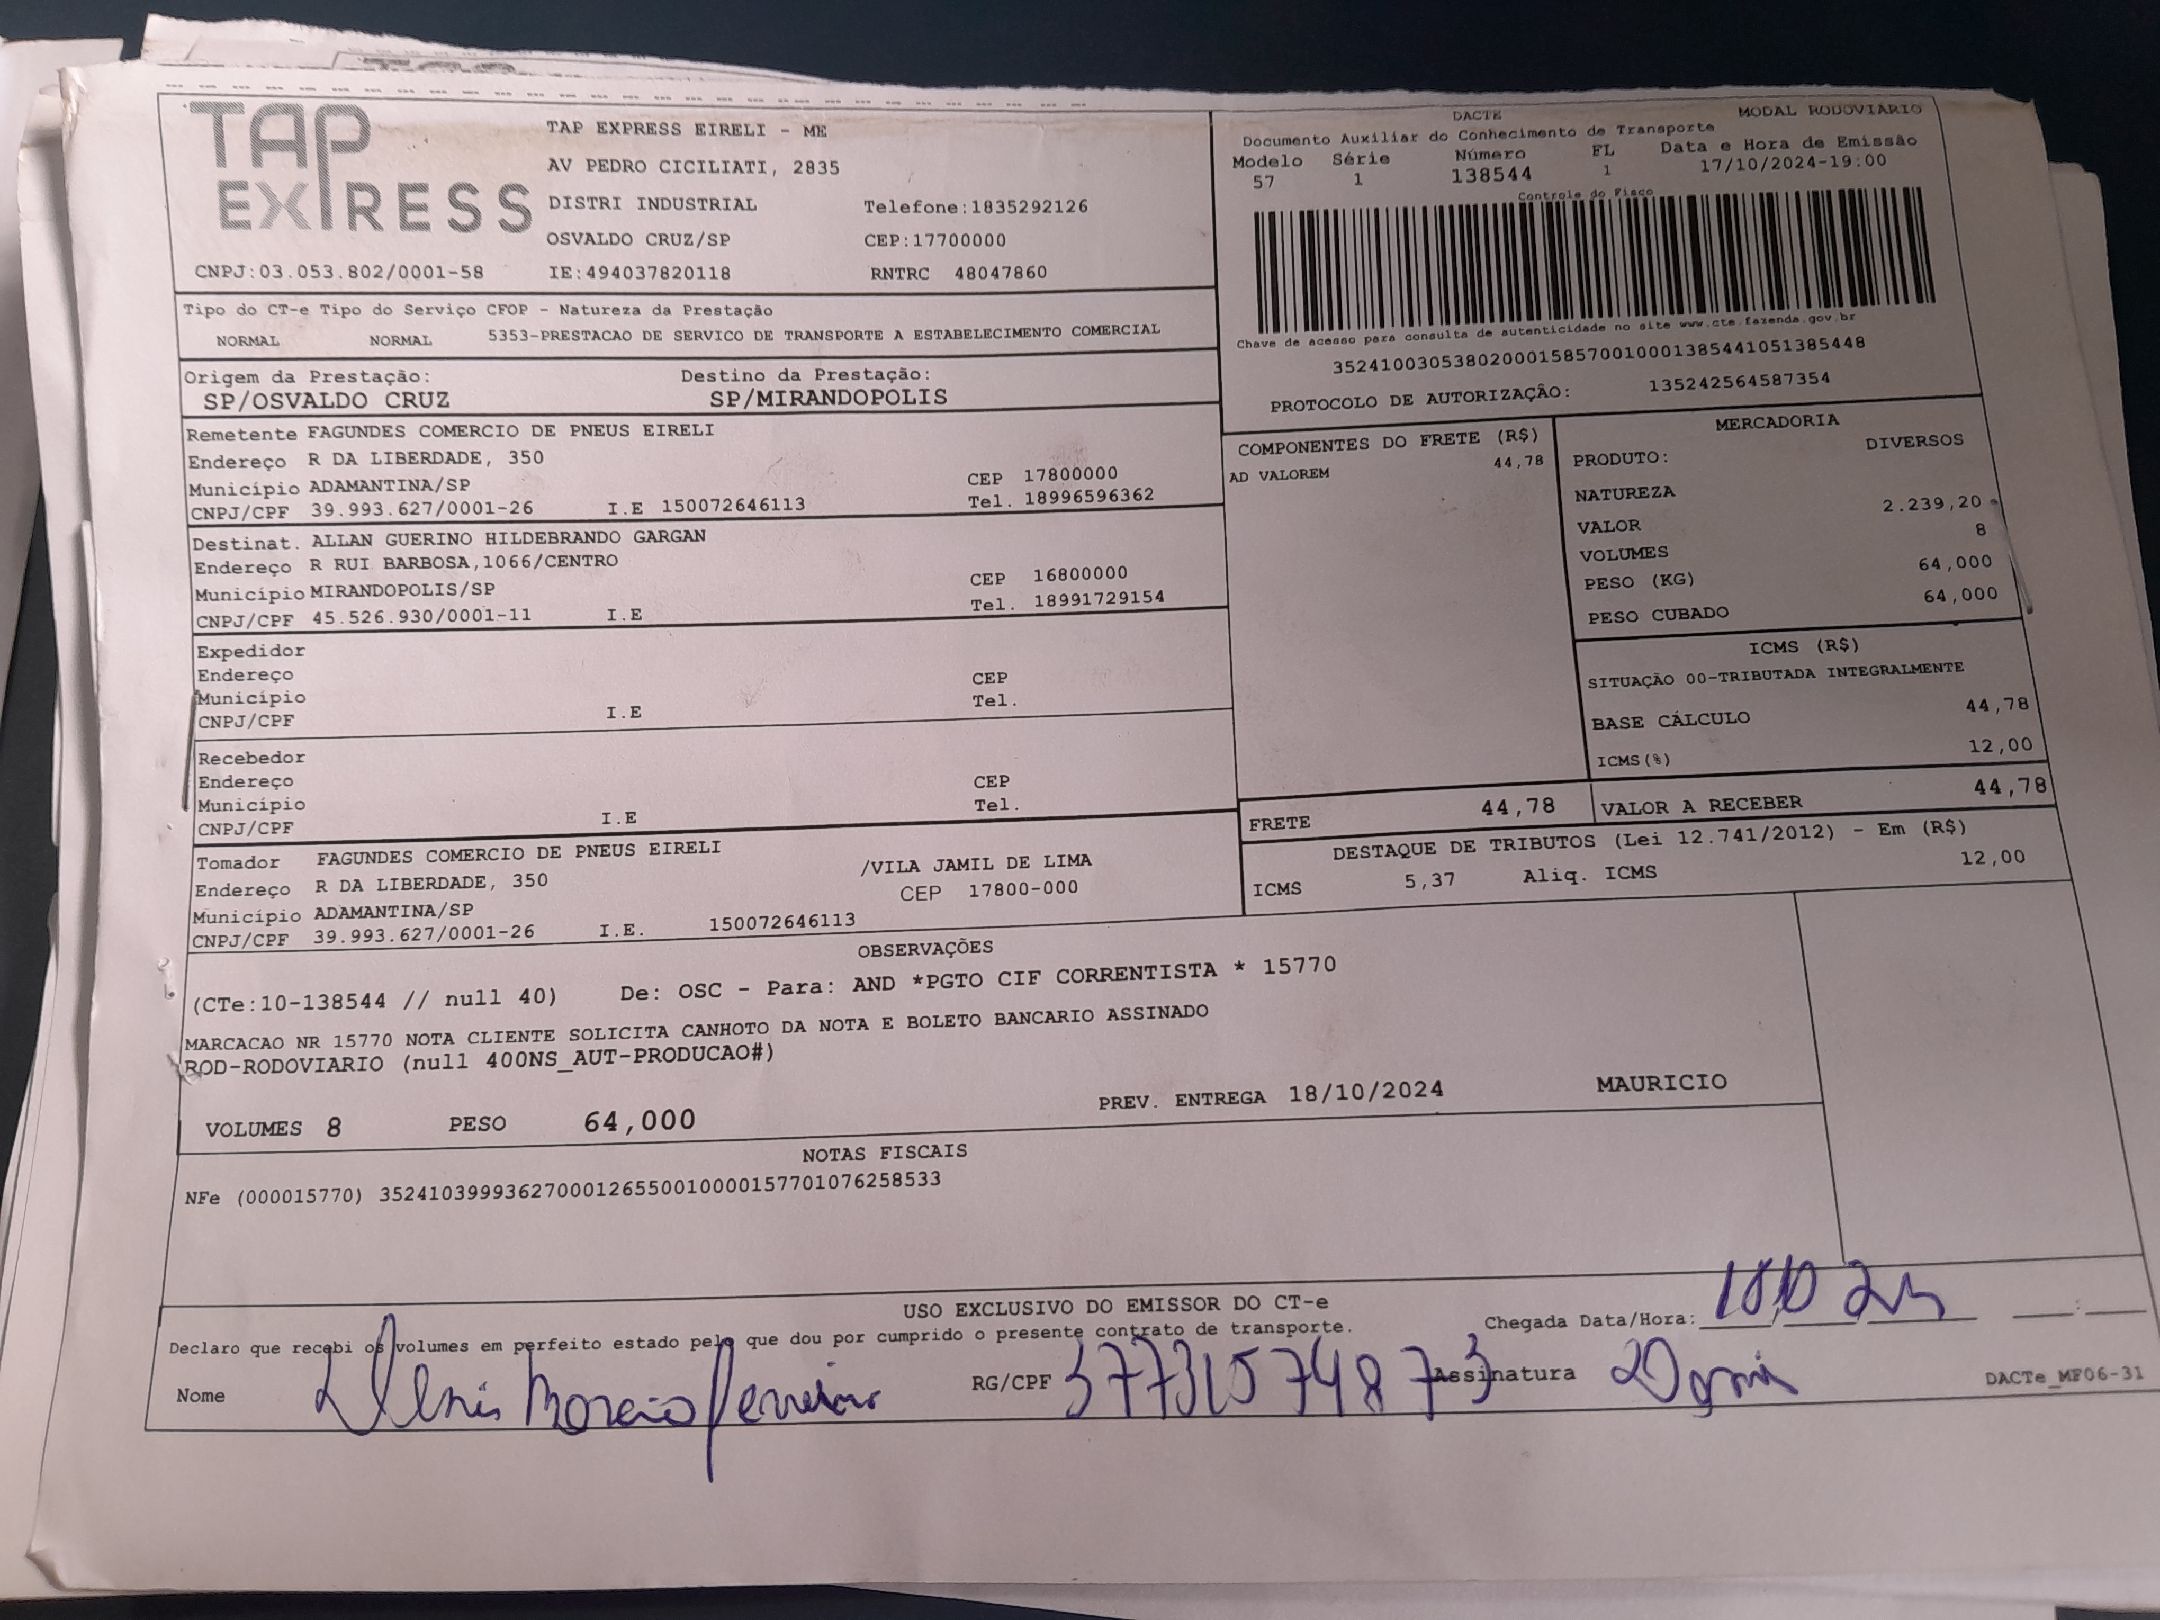 TAP EXPRESS
TAP EXPRESS EIRELI - ME
AV PEDRO CICILIATI, 2835
DISTRI INDUSTRIAL Telefone:1835292126
OSVALDO CRUZ/SP CEP:17700000
CNPJ:03.053.802/0001-58 IE:494037820118 RNTRC 48047860
DACTE MODAL RODOVIARIO
Documento Auxiliar do Conhecimento de Transporte
Modelo Série Número FL Data e Hora de Emissão
57 1 138544 1 17/10/2024-19:00
Controle do Fisco
Chave de acesso para consulta de autenticidade no site www.cte.fazenda.gov.br
35241003053802000158570010001385441051385448
PROTOCOLO DE AUTORIZAÇÃO: 135242564587354
Tipo do CT-e Tipo do Serviço CFOP - Natureza da Prestação
NORMAL NORMAL 5353-PRESTACAO DE SERVICO DE TRANSPORTE A ESTABELECIMENTO COMERCIAL
Origem da Prestação: Destino da Prestação:
SP/OSVALDO CRUZ SP/MIRANDOPOLIS
Remetente FAGUNDES COMERCIO DE PNEUS EIRELI
Endereço R DA LIBERDADE, 350
Município ADAMANTINA/SP CEP 17800000
CNPJ/CPF 39.993.627/0001-26 I.E 150072646113 Tel. 18996596362
Destinat. ALLAN GUERINO HILDEBRANDO GARGAN
Endereço R RUI BARBOSA,1066/CENTRO
Município MIRANDOPOLIS/SP CEP 16800000
CNPJ/CPF 45.526.930/0001-11 I.E Tel. 18991729154
Expedidor
Endereço CEP
Município Tel.
CNPJ/CPF I.E
Recebedor
Endereço CEP
Município Tel.
CNPJ/CPF I.E
Tomador FAGUNDES COMERCIO DE PNEUS EIRELI
Endereço R DA LIBERDADE, 350 /VILA JAMIL DE LIMA
Município ADAMANTINA/SP CEP 17800-000
CNPJ/CPF 39.993.627/0001-26 I.E. 150072646113
COMPONENTES DO FRETE (R$)
AD VALOREM 44,78
MERCADORIA
PRODUTO: DIVERSOS
NATUREZA
VALOR 2.239,20
VOLUMES 8
PESO (KG) 64,000
PESO CUBADO 64,000
ICMS (R$)
SITUAÇÃO 00-TRIBUTADA INTEGRALMENTE
BASE CÁLCULO 44,78
ICMS(%) 12,00
FRETE 44,78 VALOR A RECEBER 44,78
DESTAQUE DE TRIBUTOS (Lei 12.741/2012) - Em (R$)
ICMS 5,37 Aliq. ICMS 12,00
OBSERVAÇÕES
(CTe:10-138544 // null 40) De: OSC - Para: AND *PGTO CIF CORRENTISTA * 15770
MARCACAO NR 15770 NOTA CLIENTE SOLICITA CANHOTO DA NOTA E BOLETO BANCARIO ASSINADO
ROD-RODOVIARIO (null 400NS_AUT-PRODUCAO#)
VOLUMES 8 PESO 64,000 PREV. ENTREGA 18/10/2024 MAURICIO
NOTAS FISCAIS
NFe (000015770) 35241039993627000126550010000157701076258533
USO EXCLUSIVO DO EMISSOR DO CT-e
Declaro que recebi os volumes em perfeito estado pelo que dou por cumprido o presente contrato de transporte. Chegada Data/Hora: 18/10 24 :
Nome RG/CPF 37731574873 Assinatura DACTe_MF06-31